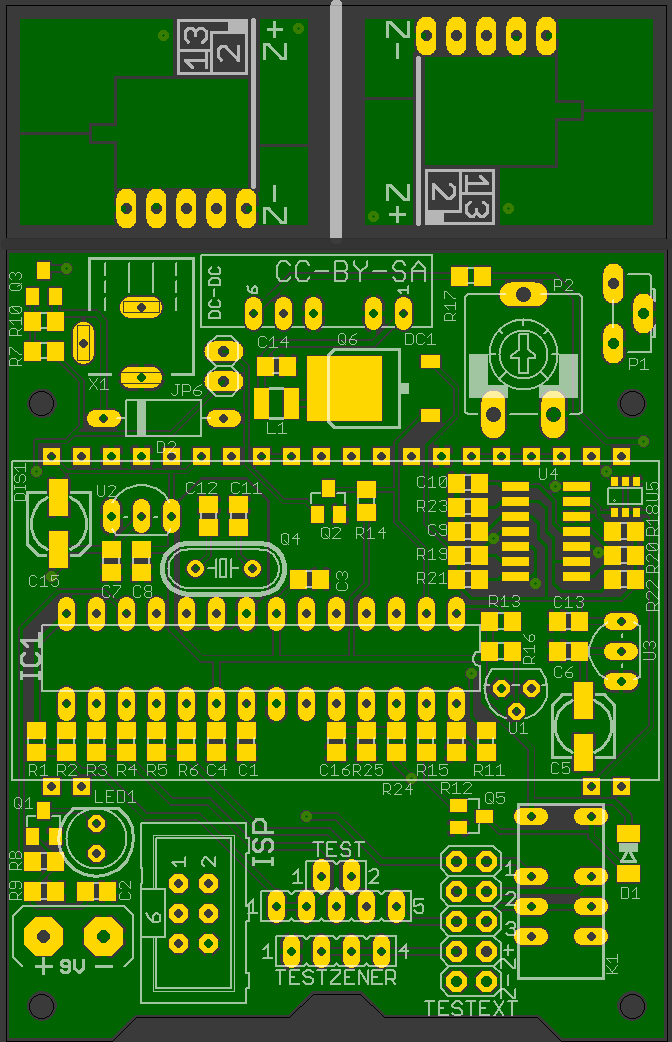 13 2
Z+
Z-
Z-
Z+
2 13
Q3
DC-DC
6
CC-BY-SA
1
R17
P2
R10
R7
C14
Q6
DC1
P1
X1
JP6
L1
D2
DIS1
U2
C12
C11
Q2
R14
C10
R23
C9
R19
R21
U4
U5
R18
R20
R22
C15
C7
C8
Q4
C3
R13
C13
IC1
R16
C6
U3
U1
C5
R1
R2
R3
R4
R5
R6
C4
C1
C16
R25
R24
R15
R11
Q1
LED1
R12
Q5
R8
R9
C2
ISP
1 2
6
TEST
1 2
1 5
1 4
TESTZENER
1
2
3
Z+
Z-
TESTEXT
K1
D1
+ 9V -